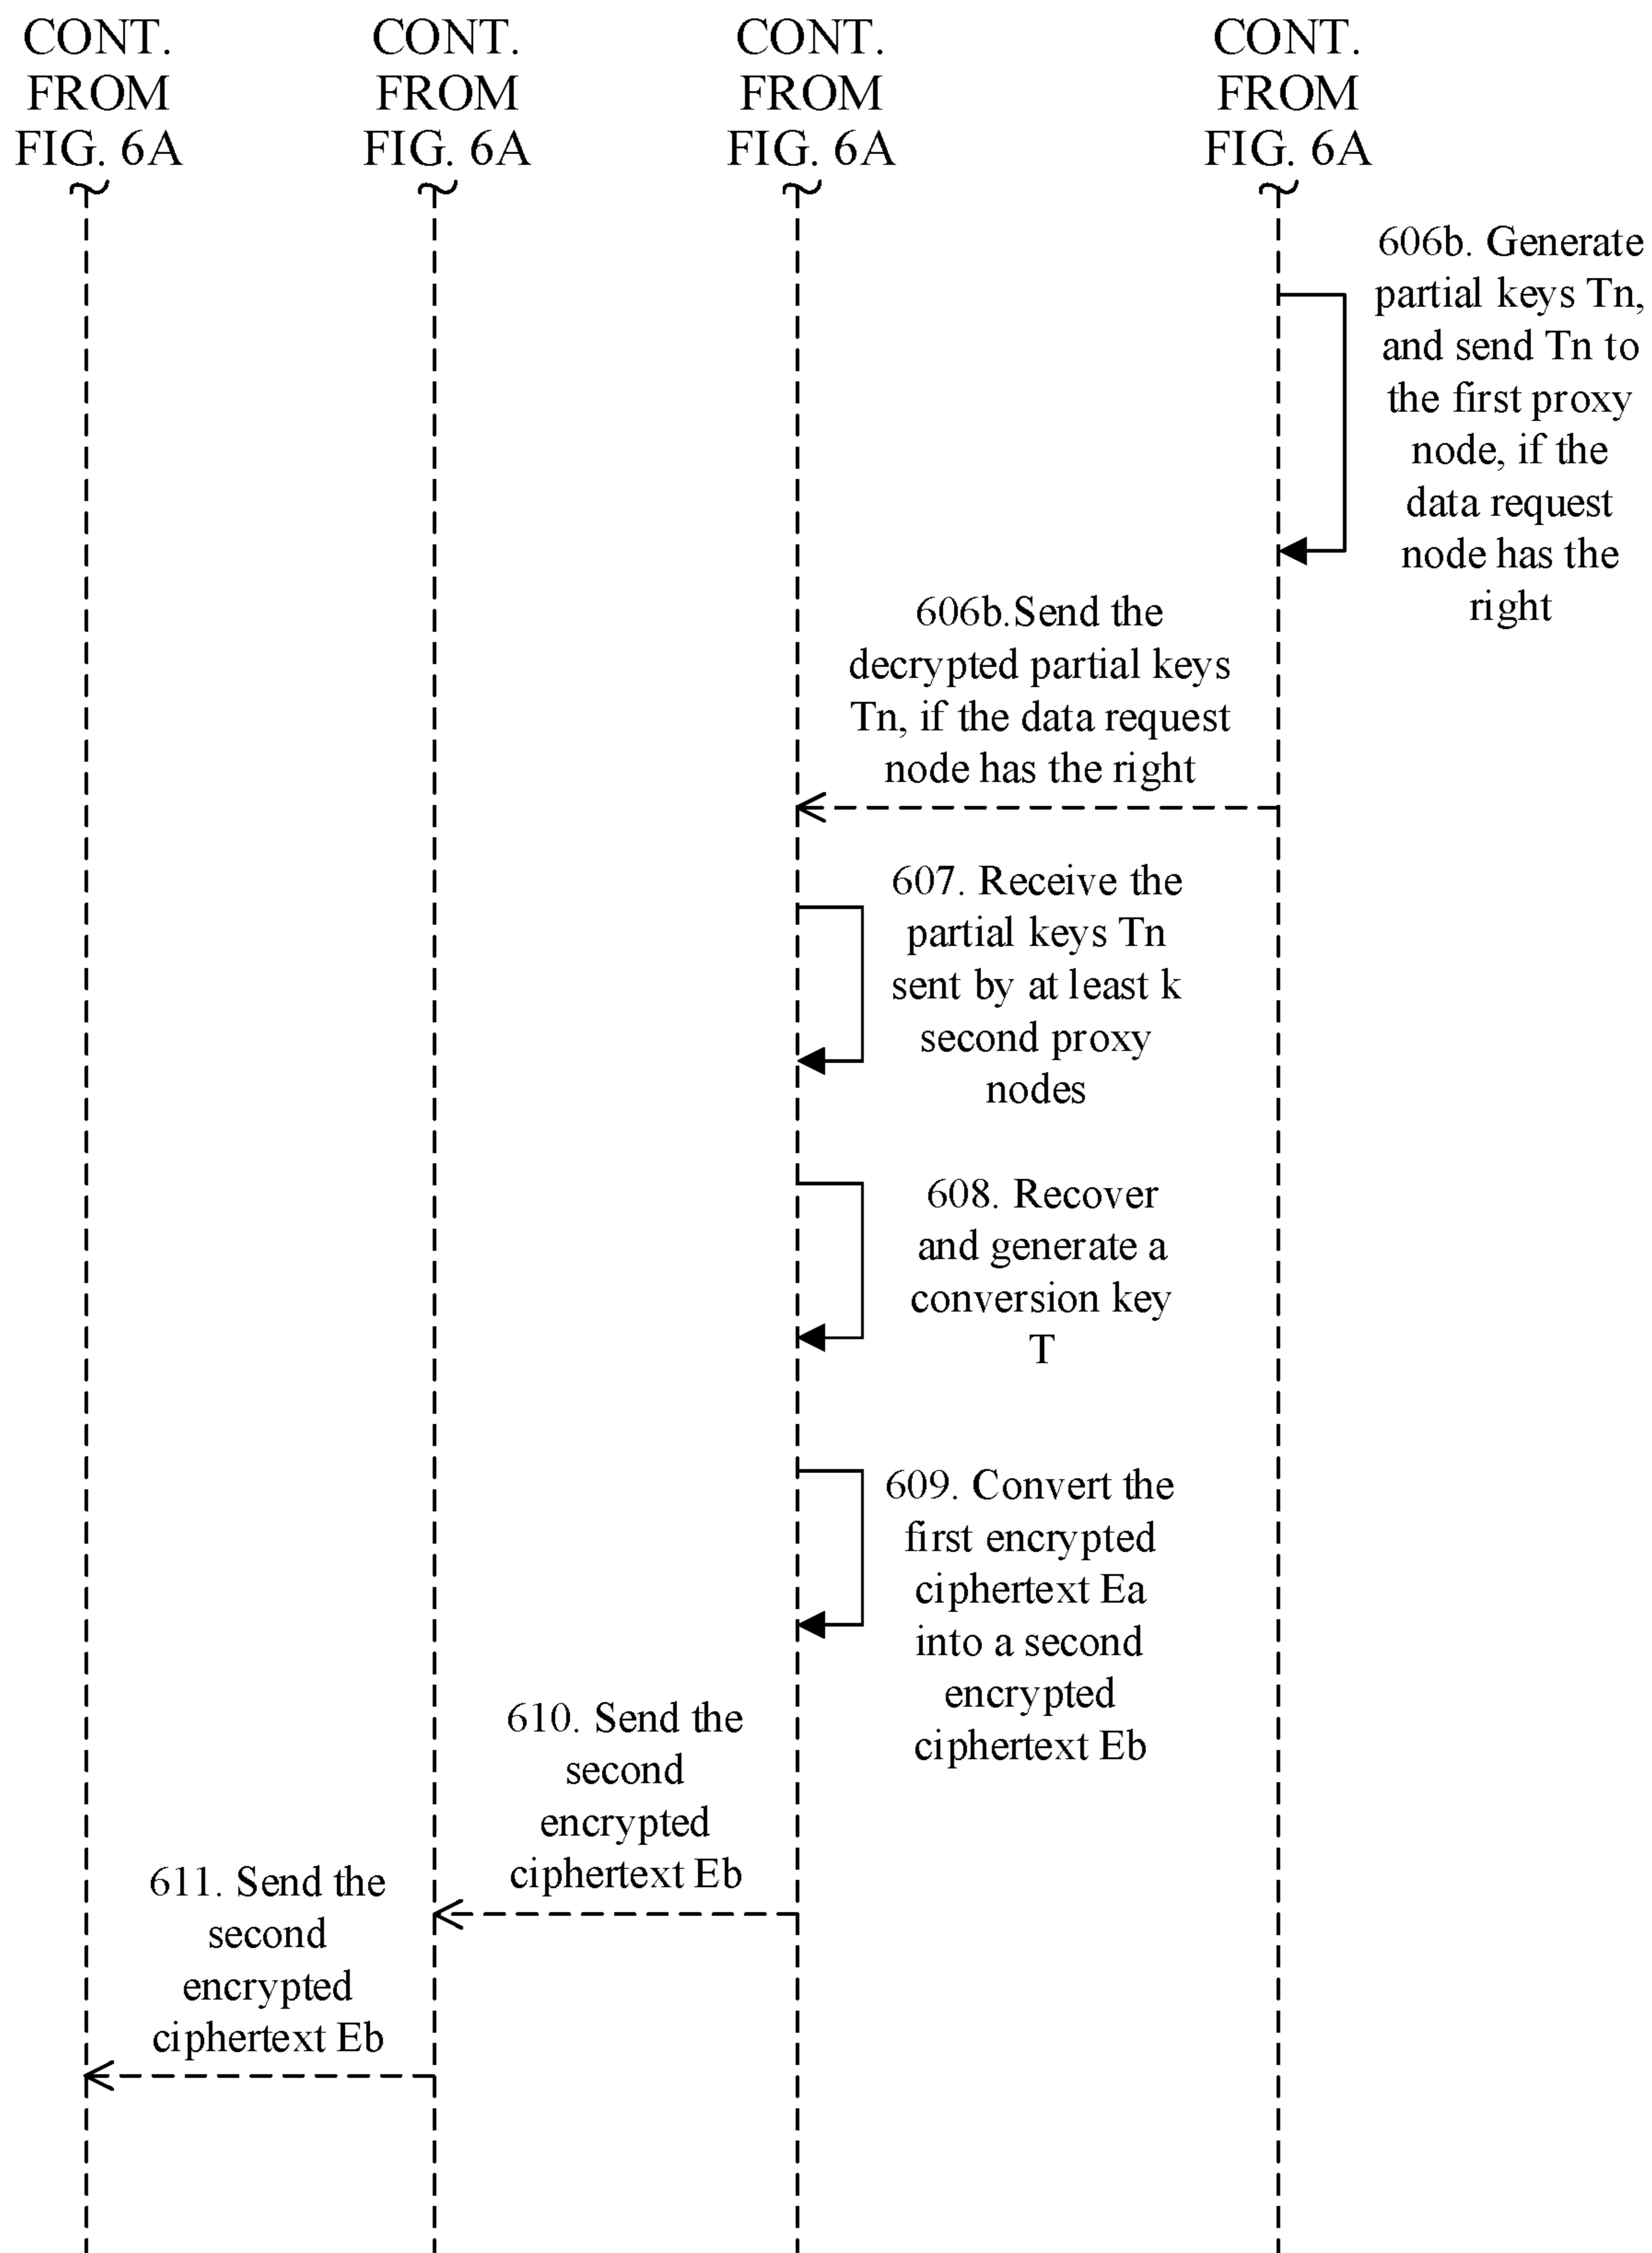 CONT.
FROM
FIG. 6A
CONT.
FROM
FIG. 6A
CONT.
FROM
FIG. 6A
CONT.
FROM
FIG. 6A
606b. Generate
partial keys Tn,
and send Tn to
the first proxy
node, if the
data request
node has the
right
606b.Send the
decrypted partial keys
Tn, if the data request
node has the right
607. Receive the
partial keys Tn
sent by at least k
second proxy
nodes
608. Recover
and generate a
conversion key
T
609. Convert the
first encrypted
ciphertext Ea
into a second
encrypted
ciphertext Eb
610. Send the
second
encrypted
ciphertext Eb
611. Send the
second
encrypted
ciphertext Eb